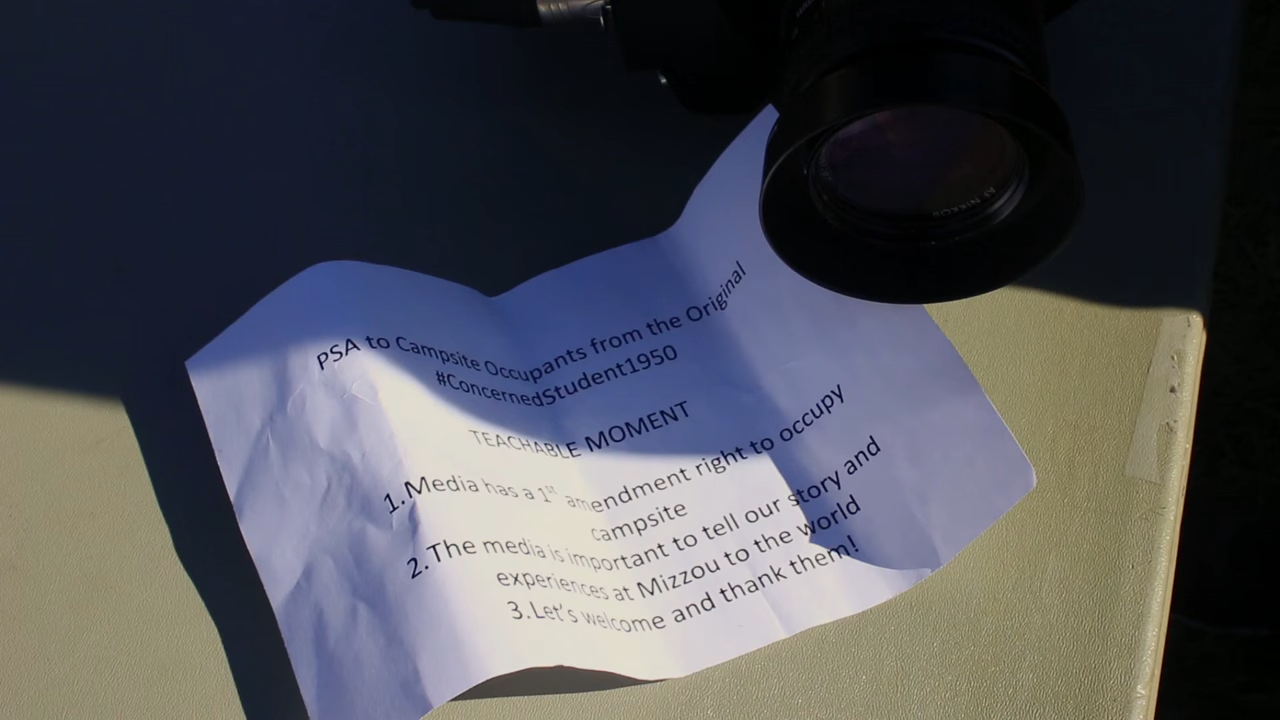 PSA to Campsite Occupants from the Original
#ConcernedStudent1950
TEACHABLE MOMENT
1.Media has a 1st amendment right to occupy
campsite
2.The media is important to tell our story and
experiences at Mizzou to the world
3.Let's welcome and thank them!
AF NIKKOR